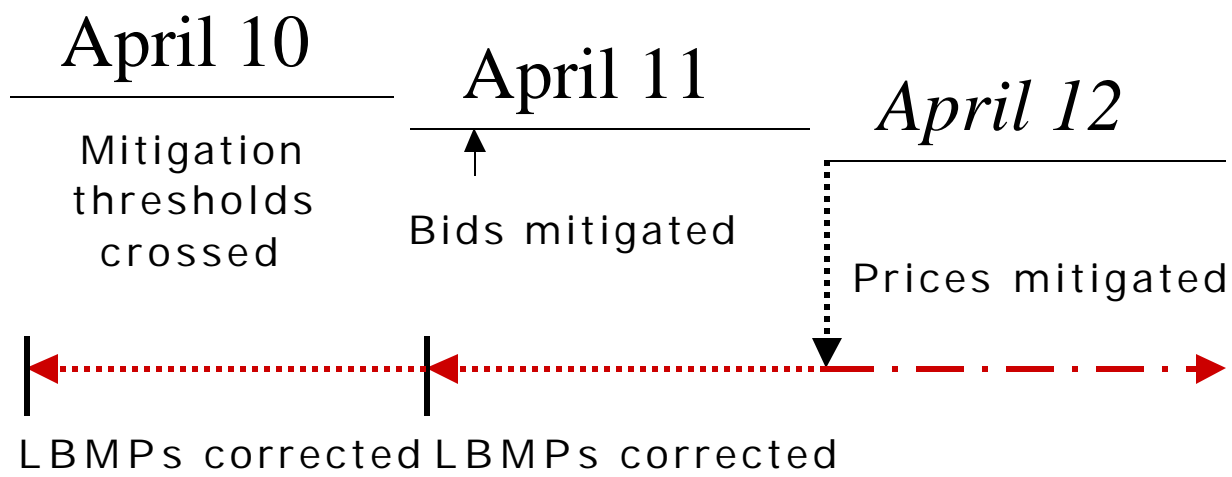 April 10
Mitigation
thresholds
crossed
April 11
Bids mitigated
April 12
Prices mitigated
LBMPs corrected
LBMPs corrected